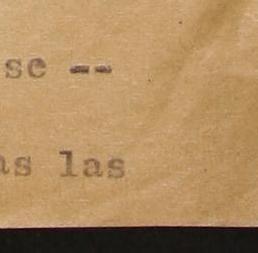 se --
as las